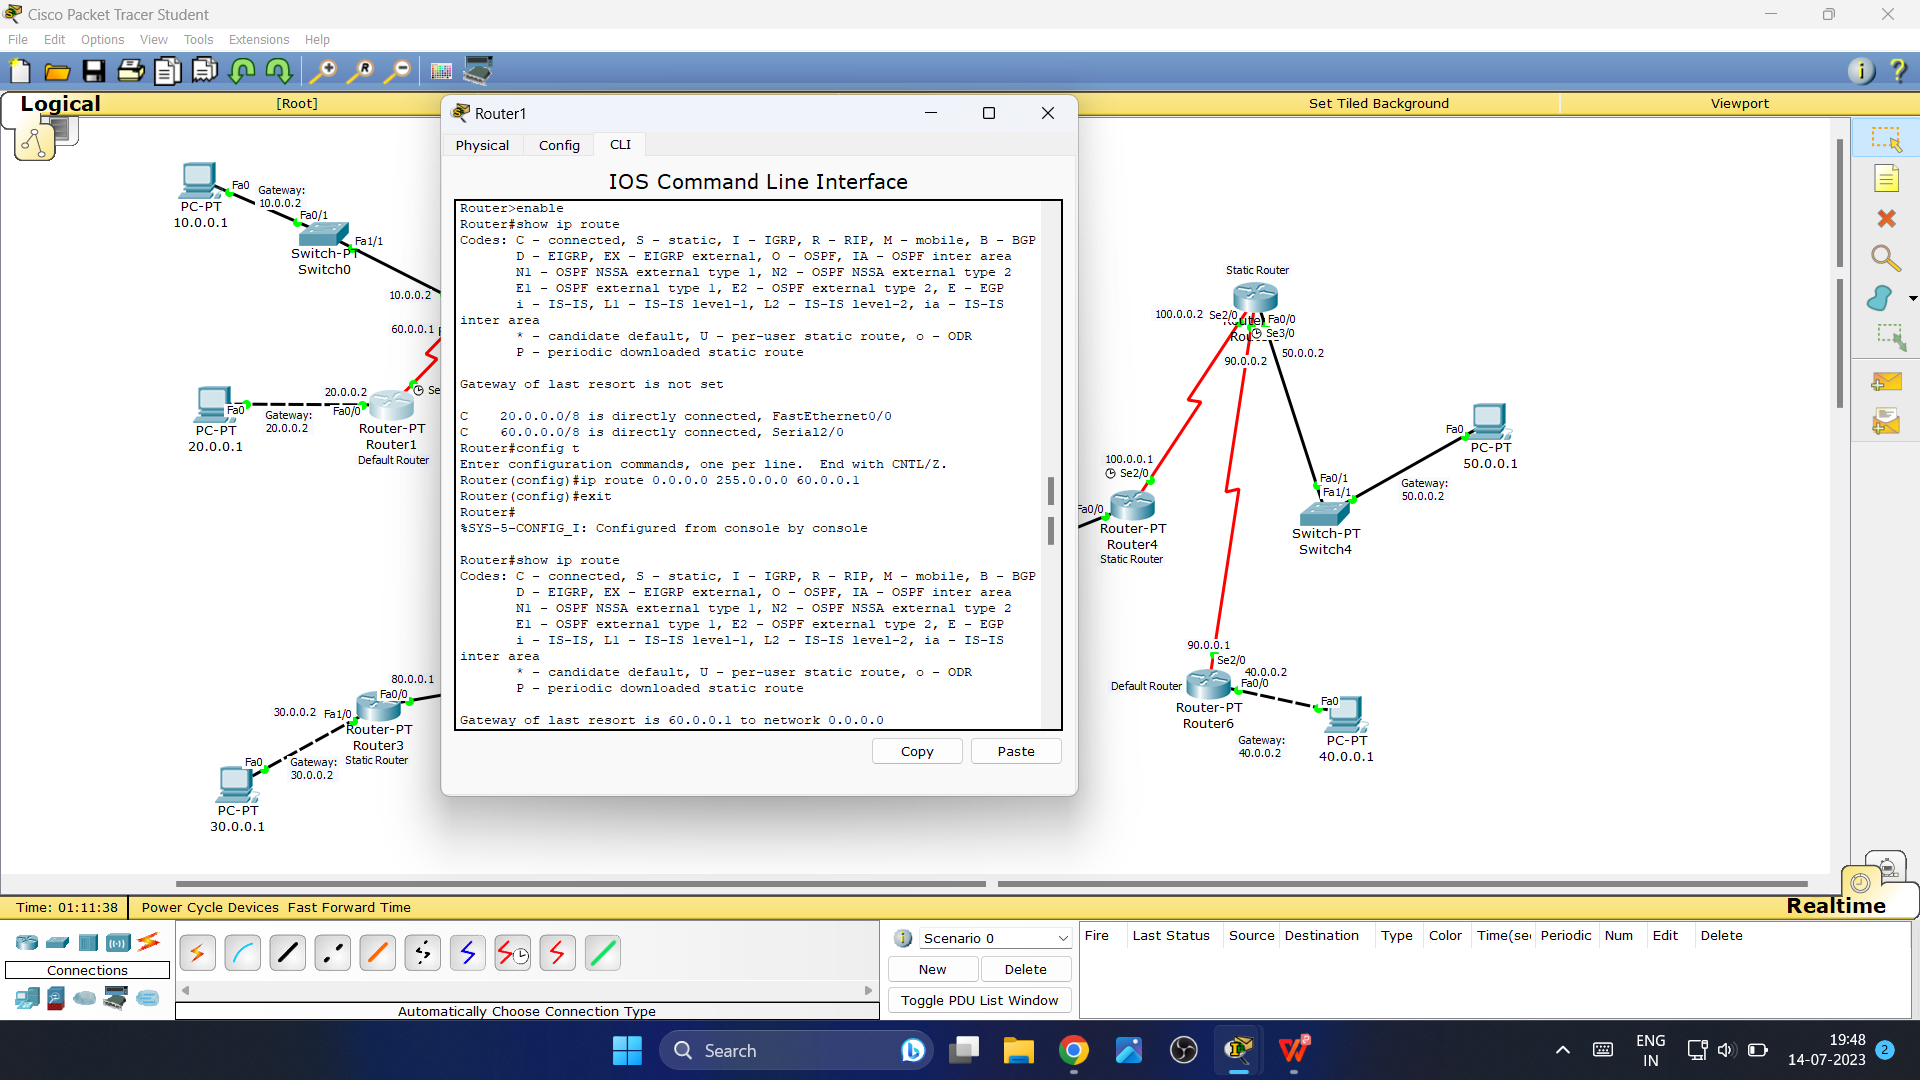 Cisco Packet Tracer Student
File Edit Options View Tools Extensions Help
Logical
[Root]
Set Tiled Background
Viewport
Router1
Physical
Config
CLI
IOS Command Line Interface
Router>enable
Router#show ip route
Codes: C - connected, S - static, I - IGRP, R - RIP, M - mobile, B - BGP
D - EIGRP, EX - EIGRP external, O - OSPF, IA - OSPF inter area
N1 - OSPF NSSA external type 1, N2 - OSPF NSSA external type 2
E1 - OSPF external type 1, E2 - OSPF external type 2, E - EGP
i - IS-IS, L1 - IS-IS level-1, L2 - IS-IS level-2, ia - IS-IS
inter area
* - candidate default, U - per-user static route, o - ODR
P - periodic downloaded static route
Gateway of last resort is not set
C    20.0.0.0/8 is directly connected, FastEthernet0/0
C    60.0.0.0/8 is directly connected, Serial2/0
Router#config t
Enter configuration commands, one per line.  End with CNTL/Z.
Router(config)#ip route 0.0.0.0 255.0.0.0 60.0.0.1
Router(config)#exit
Router#
%SYS-5-CONFIG_I: Configured from console by console
Router#show ip route
Codes: C - connected, S - static, I - IGRP, R - RIP, M - mobile, B - BGP
D - EIGRP, EX - EIGRP external, O - OSPF, IA - OSPF inter area
N1 - OSPF NSSA external type 1, N2 - OSPF NSSA external type 2
E1 - OSPF external type 1, E2 - OSPF external type 2, E - EGP
i - IS-IS, L1 - IS-IS level-1, L2 - IS-IS level-2, ia - IS-IS
inter area
* - candidate default, U - per-user static route, o - ODR
P - periodic downloaded static route
Gateway of last resort is 60.0.0.1 to network 0.0.0.0
Copy
Paste
Fa0
Gateway:
10.0.0.2
PC-PT
10.0.0.1
Fa0/1
Fa1/1
Switch-PT
Switch0
10.0.0.2
60.0.0.1
Se
20.0.0.2
Fa0
Fa0/0
Gateway:
20.0.0.2
PC-PT
20.0.0.1
Router-PT
Router1
Default Router
80.0.0.1
Fa0/0
30.0.0.2
Fa1/0
Router-PT
Router3
Static Router
Fa0
Gateway:
30.0.0.2
PC-PT
30.0.0.1
Static Router
100.0.0.2
Se2/0
Fa0/0
Se3/0
50.0.0.2
90.0.0.2
Fa0
PC-PT
50.0.0.1
Gateway:
50.0.0.2
Fa0/1
Fa1/1
Switch-PT
Switch4
100.0.0.1
Se2/0
Fa0/0
Router-PT
Router4
Static Router
90.0.0.1
Se2/0
40.0.0.2
Fa0/0
Default Router
Router-PT
Router6
Fa0
Gateway:
40.0.0.2
PC-PT
40.0.0.1
Time: 01:11:38
Power Cycle Devices Fast Forward Time
Realtime
Connections
Automatically Choose Connection Type
Scenario 0
New
Delete
Toggle PDU List Window
Fire Last Status Source Destination Type Color Time(sec Periodic Num Edit Delete
Search
ENG
IN
19:48
14-07-2023
2